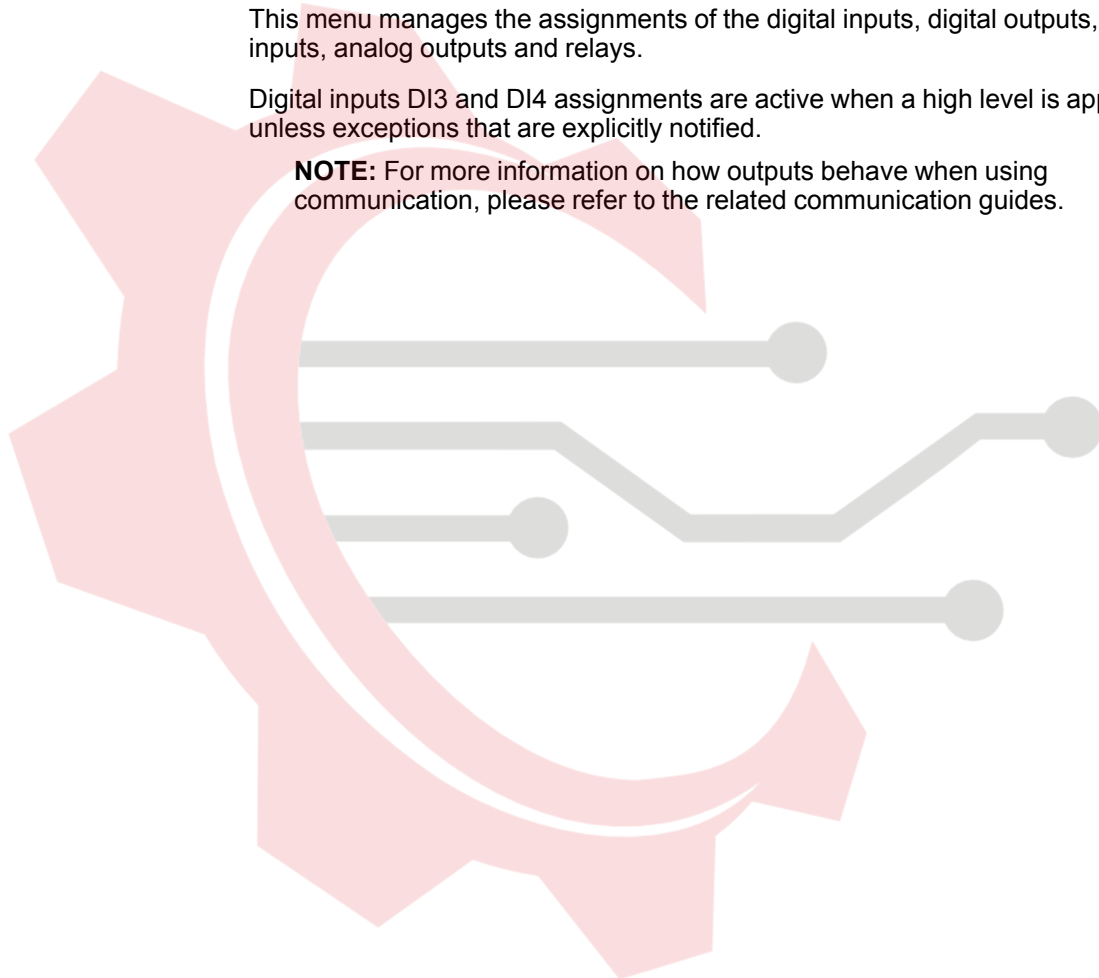 This menu manages the assignments of the digital inputs, digital outputs,
inputs, analog outputs and relays.
Digital inputs DI3 and DI4 assignments are active when a high level is
unless exceptions that are explicitly notified.
NOTE: For more information on how outputs behave when using
communication, please refer to the related communication guides.